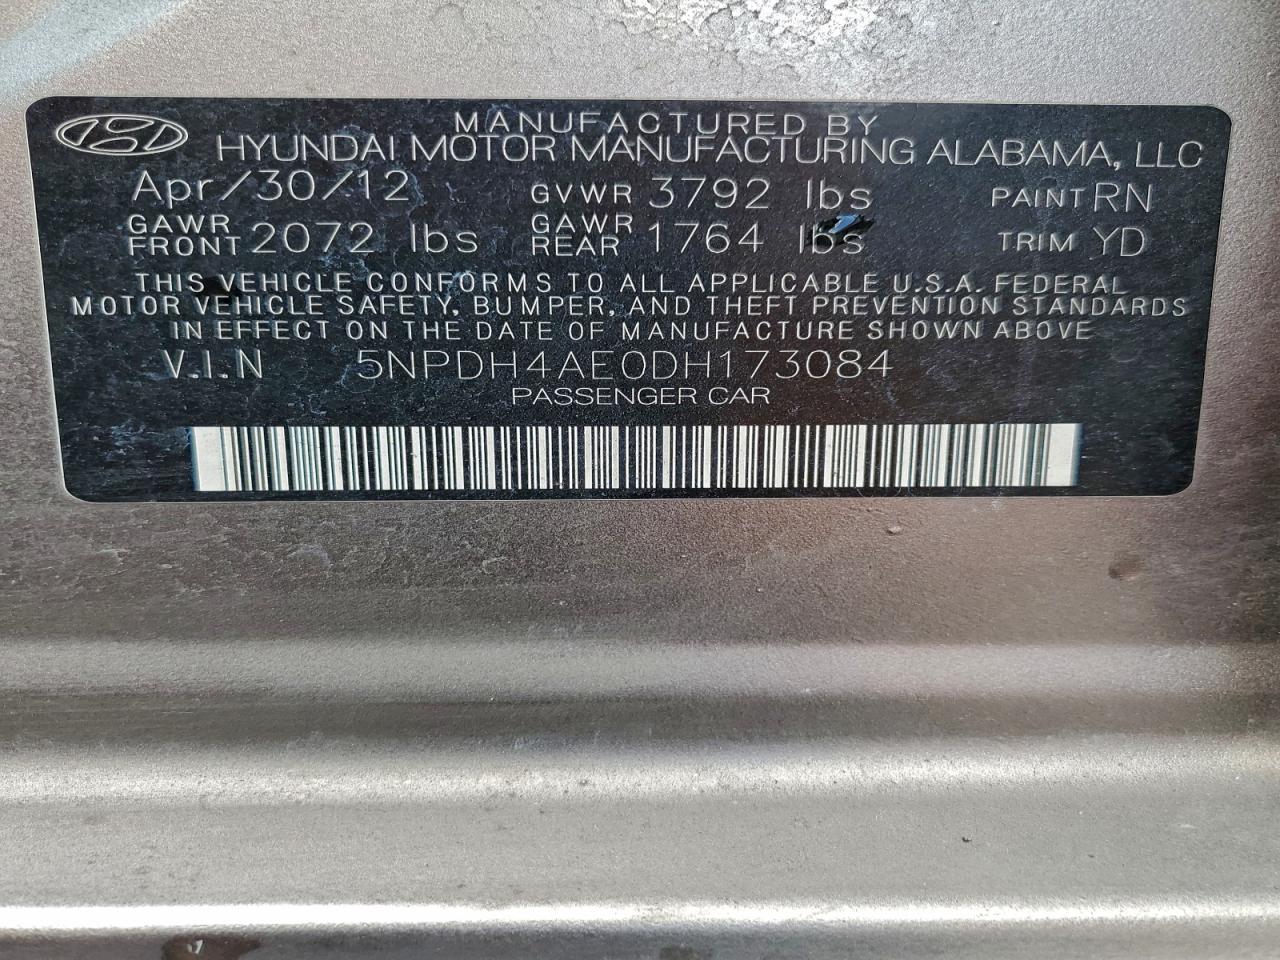 MANUFACTURED BY
HYUNDAI MOTOR MANUFACTURING ALABAMA, LLC
Apr/30/12 GVWR 3792 lbs PAINT RN
GAWR FRONT 2072 lbs GAWR REAR 1764 lbs TRIM YD
THIS VEHICLE CONFORMS TO ALL APPLICABLE U.S.A. FEDERAL
MOTOR VEHICLE SAFETY, BUMPER, AND THEFT PREVENTION STANDARDS
IN EFFECT ON THE DATE OF MANUFACTURE SHOWN ABOVE
V.I.N 5NPDH4AE0DH173084
PASSENGER CAR